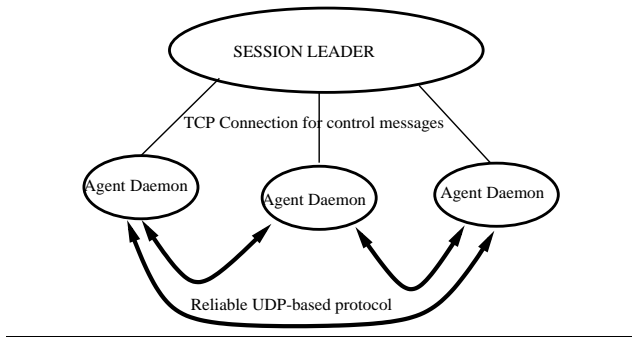 SESSION LEADER
TCP Connection for control messages
Agent Daemon
Agent Daemon
Agent Daemon
Reliable UDP-based protocol